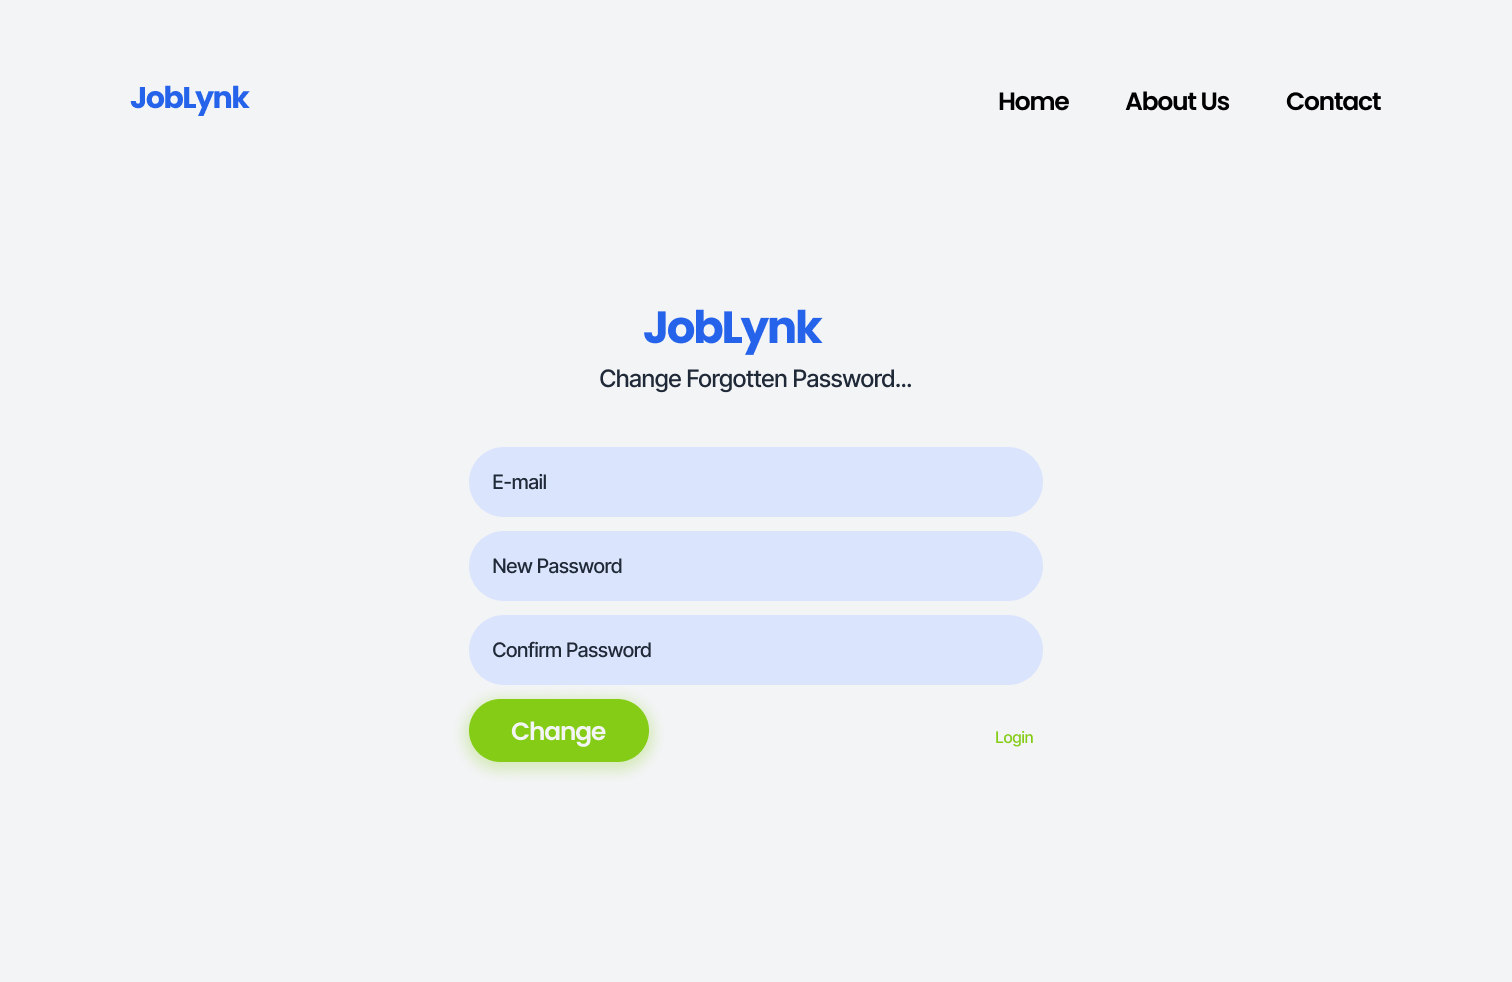 JobLynk
Home About Us Contact
JobLynk
Change Forgotten Password...
E-mail
New Password
Confirm Password
Change
Login